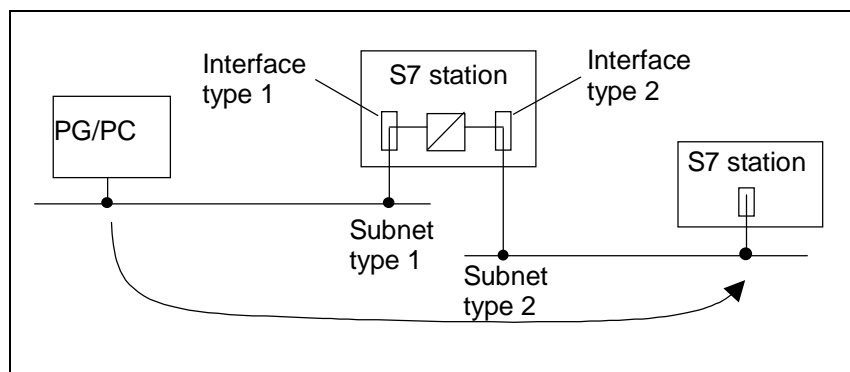 Interface
type 1
S7 station
Interface
type 2
PG/PC
S7 station
Subnet
type 1
Subnet
type 2